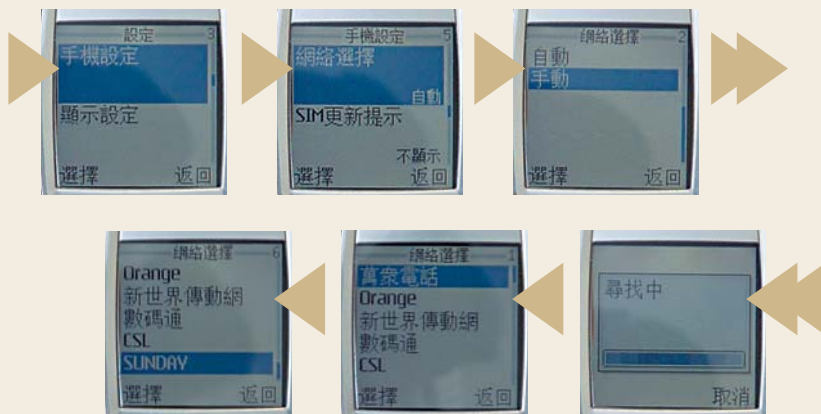 設定 3
手機設定
顯示設定
選擇 返回
手機設定 5
網絡選擇
自動
SIM更新提示
不顯示
選擇 返回
網絡選擇 2
自動
手動
選擇 返回
尋找中
取消
網絡選擇 1
萬眾電話
Orange
新世界傳動網
數碼通
CSL
選擇 返回
網絡選擇 6
Orange
新世界傳動網
數碼通
CSL
SUNDAY
選擇 返回